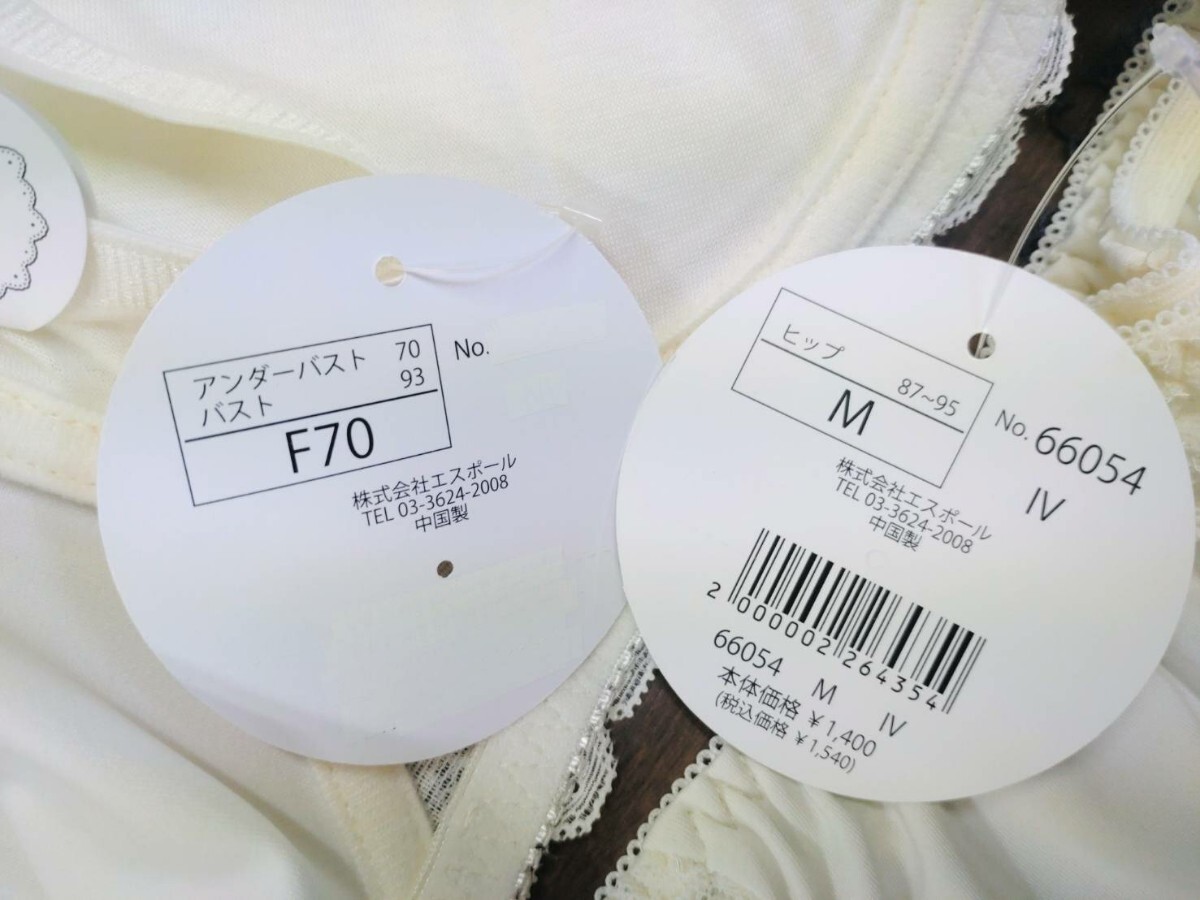 アンダーバスト 70
バスト 93
F70
No.
株式会社エスポール
TEL 03-3624-2008
中国製
ヒップ
87~95
M
No. 66054
IV
株式会社エスポール
TEL 03-3624-2008
中国製
2 000002 264354
66054 M IV
本体価格 ¥1,400
(税込価格 ¥1,540)